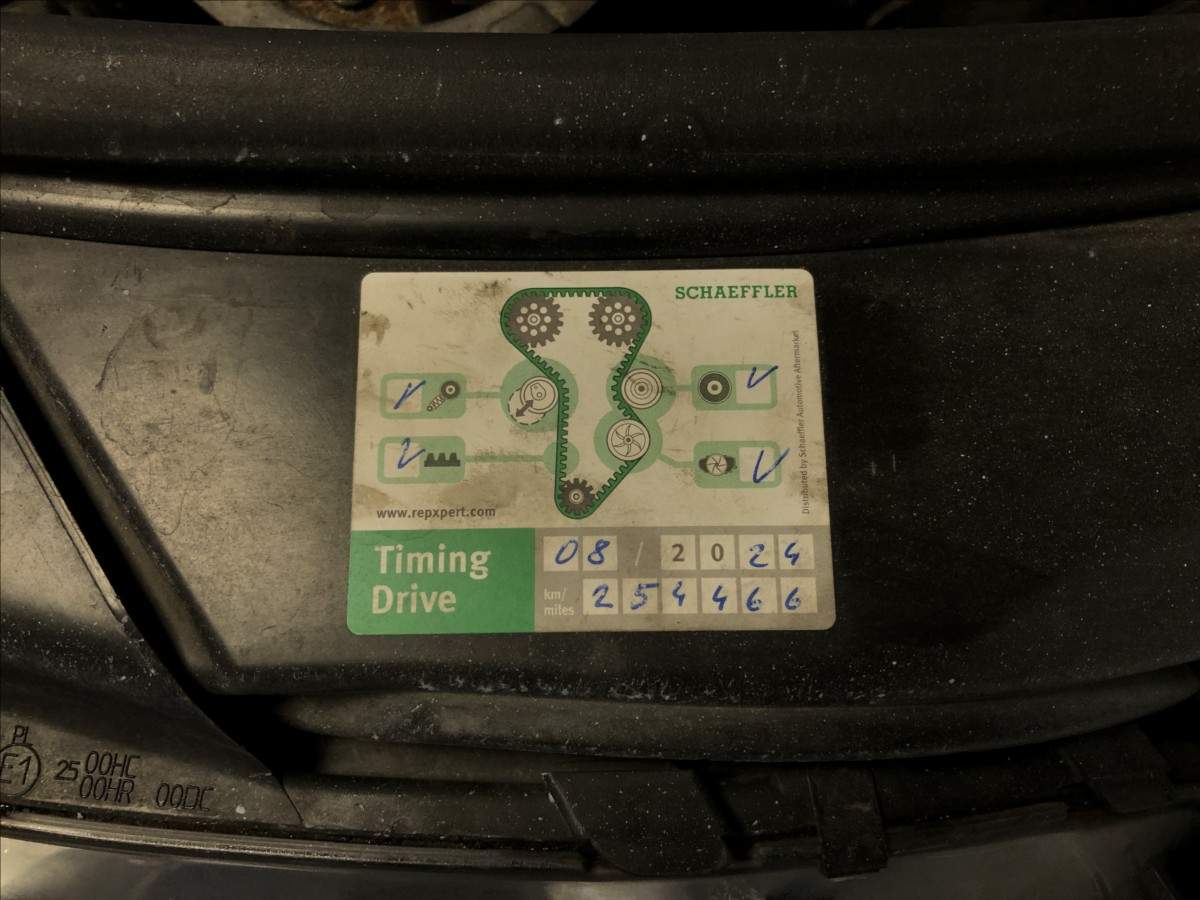 SCHAEFFLER
Distributed by Schaeffler Automotive Aftermarket
www.repxpert.com
Timing
Drive
08 / 2024
km/
miles
254466
PI
E1
25 00HC
00HR 00DC